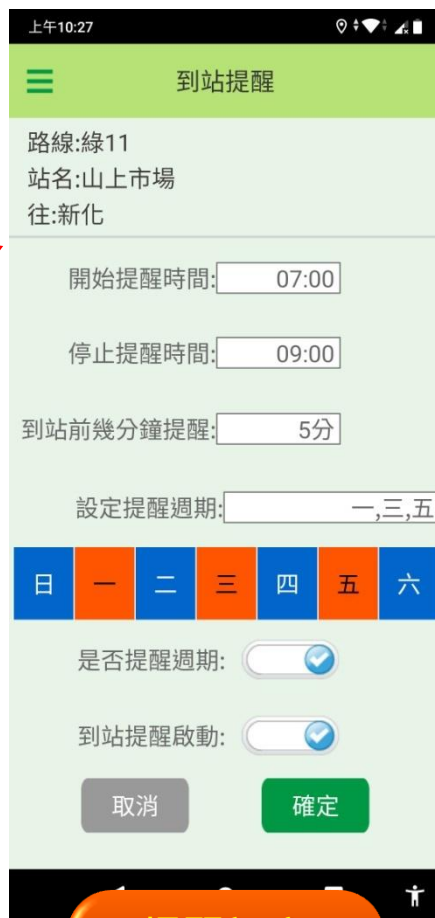 上午10:27
到站提醒
路線:綠11
站名:山上市場
往:新化
開始提醒時間: 07:00
停止提醒時間: 09:00
到站前幾分鐘提醒: 5分
設定提醒週期: 一,三,五
日 一 二 三 四 五 六
是否提醒週期:
到站提醒啟動:
取消 確定